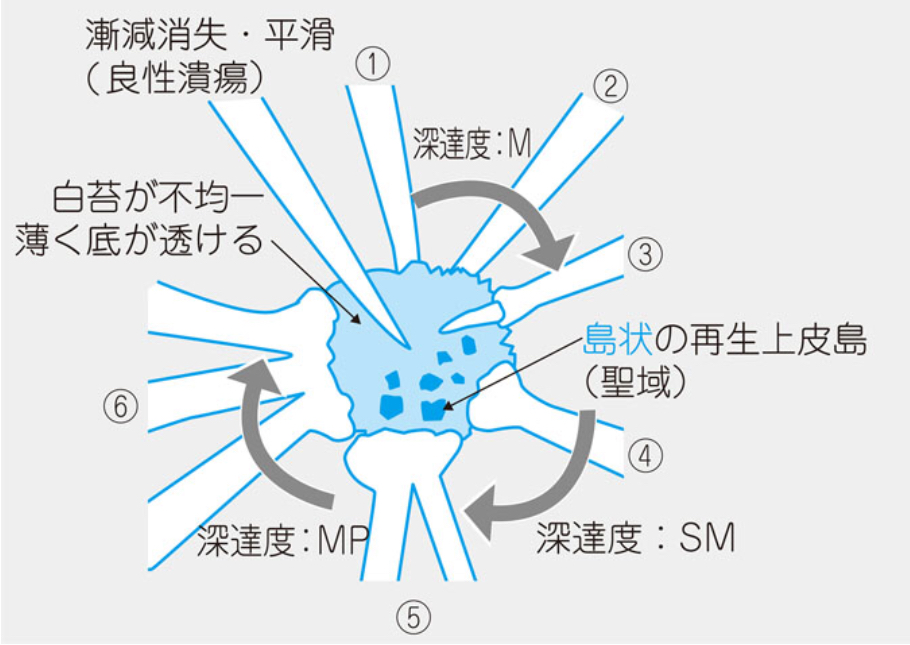 漸減消失・平滑
（良性潰瘍）
①
②
深達度：M
白苔が不均一
薄く底が透ける
③
島状の再生上皮島
（聖域）
⑥
④
深達度：MP
深達度：SM
⑤